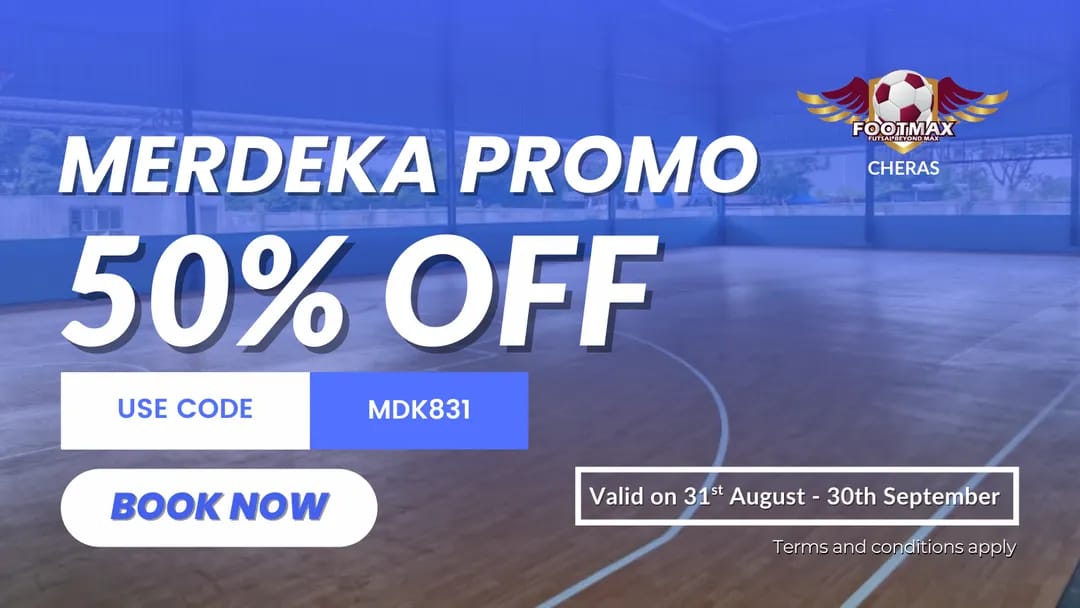 FOOTMAX
FUTSAL BEYOND MAX
CHERAS
MERDEKA PROMO
50% OFF
USE CODE MDK831
BOOK NOW
Valid on 31st August - 30th September
Terms and conditions apply